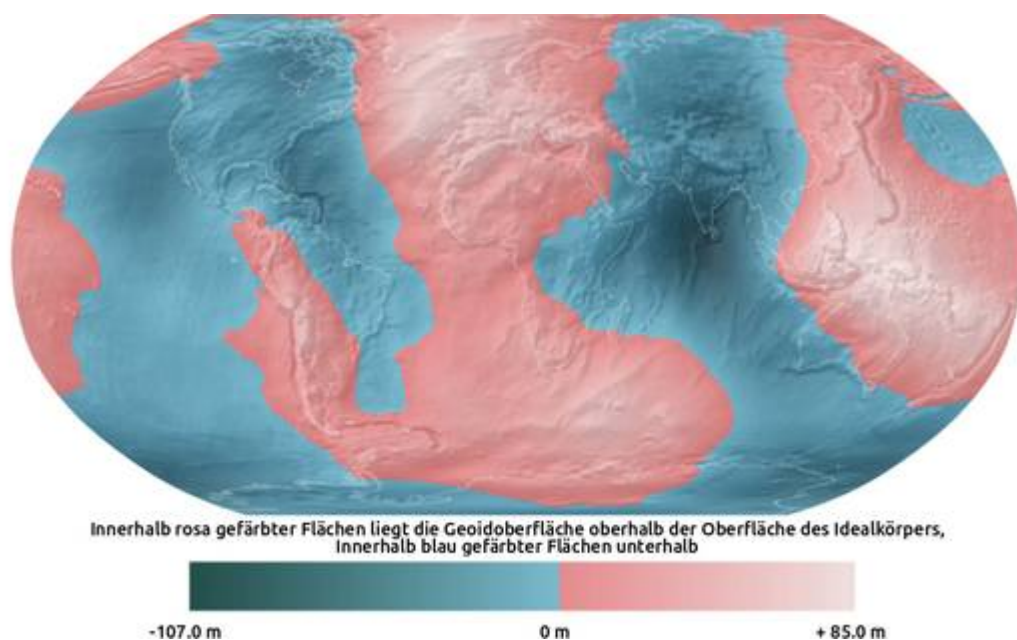 Innerhalb rosa gefärbter Flächen liegt die Geoidoberfläche oberhalb der Oberfläche des Idealkörpers,
Innerhalb blau gefärbter Flächen unterhalb
-107.0 m 0 m + 85.0 m